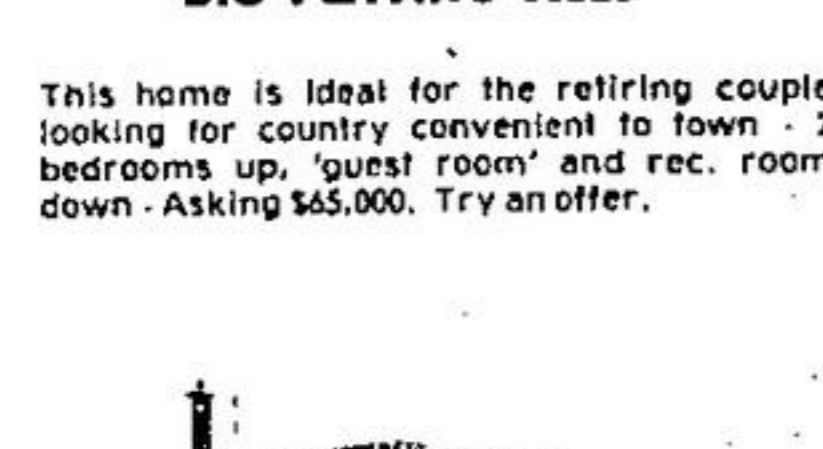 This home is ideal for the retiring couple
looking for country convenient to town - 2
bedrooms up, 'guest room' and rec. room
down - Asking $65,000. Try an offer.